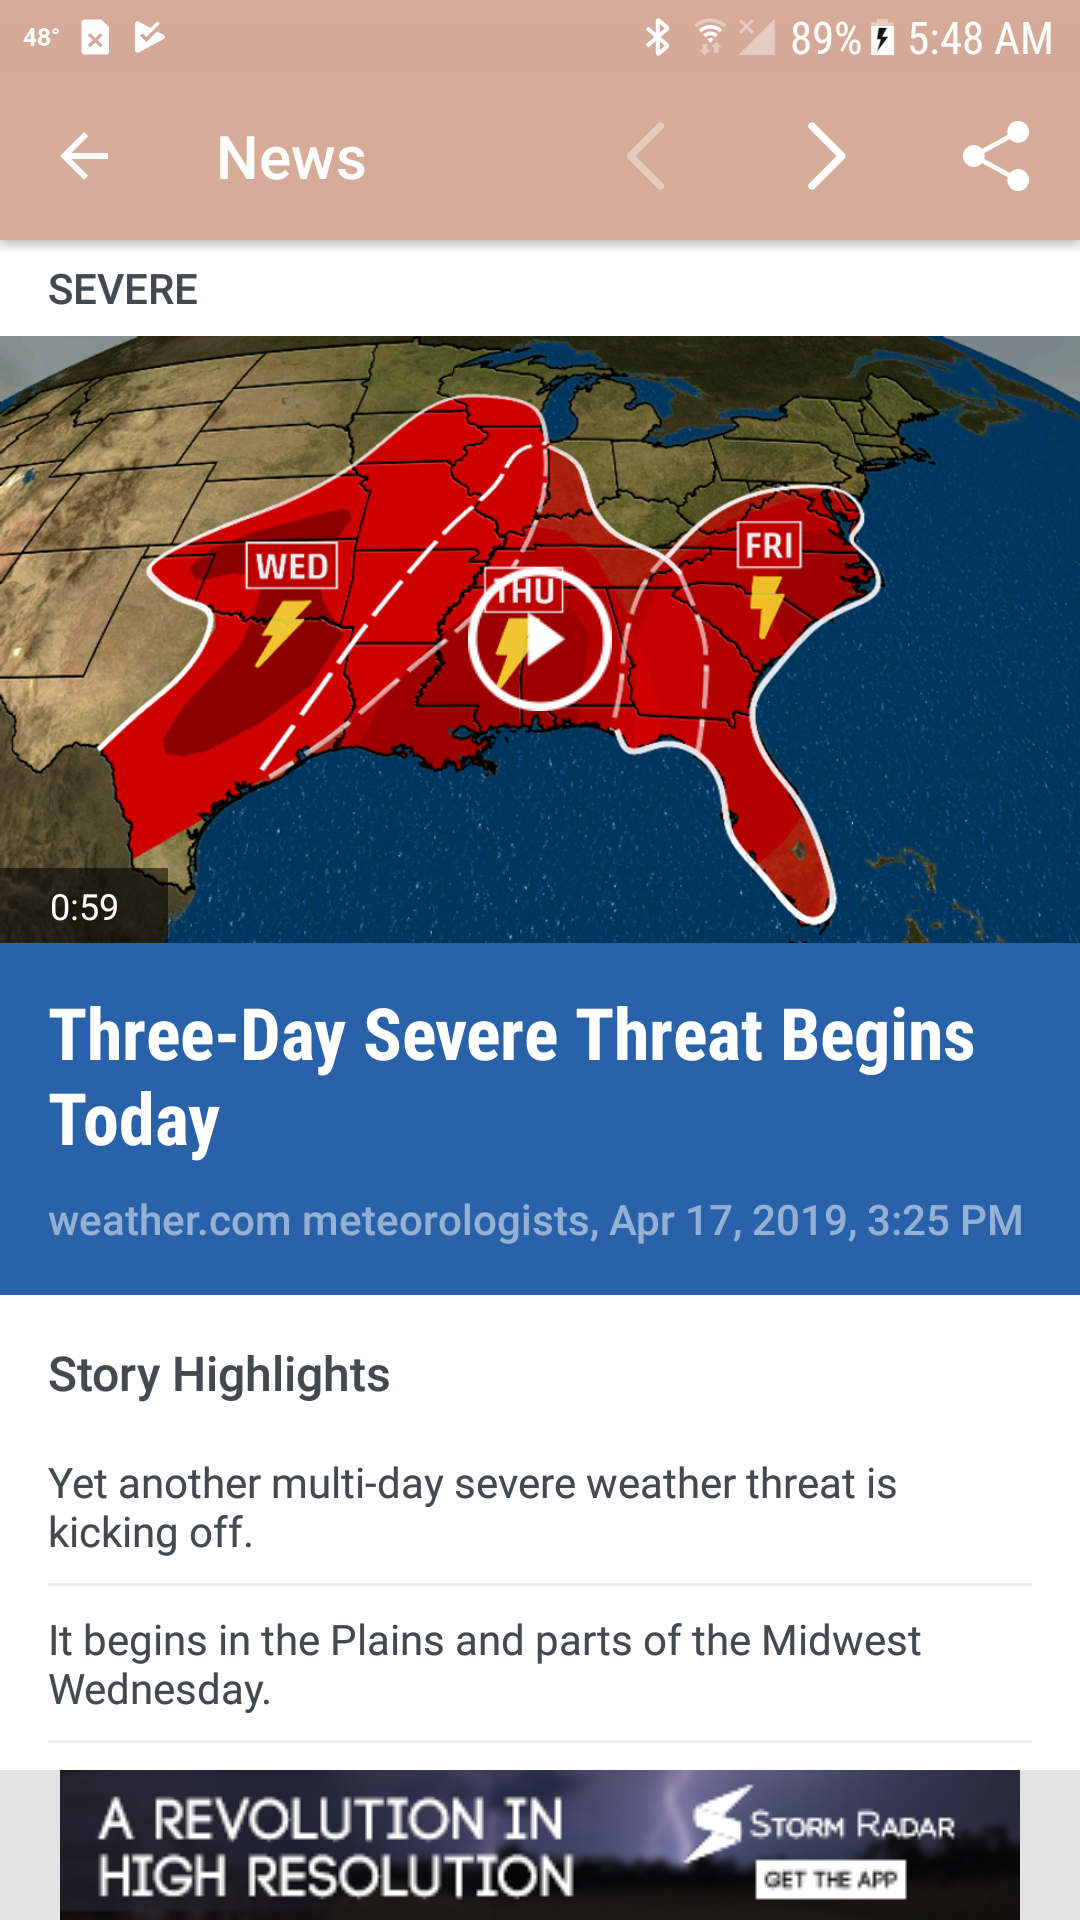 48°
89%
5:48 AM
News
SEVERE
WED
THU
FRI
0:59
Three-Day Severe Threat Begins
Today
weather.com meteorologists, Apr 17, 2019, 3:25 PM
Story Highlights
Yet another multi-day severe weather threat is
kicking off.
It begins in the Plains and parts of the Midwest
Wednesday.
A REVOLUTION IN
HIGH RESOLUTION
STORM RADAR
GET THE APP